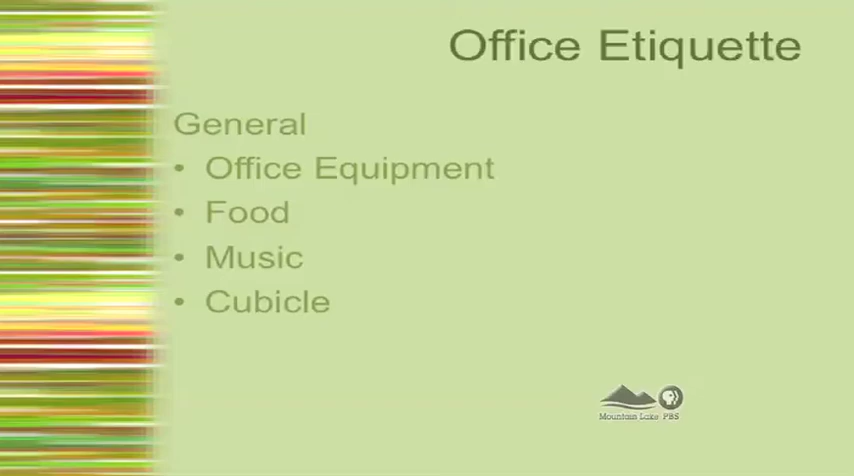 Office Etiquette
General
• Office Equipment
• Food
• Music
• Cubicle
Mountain Lake PBS